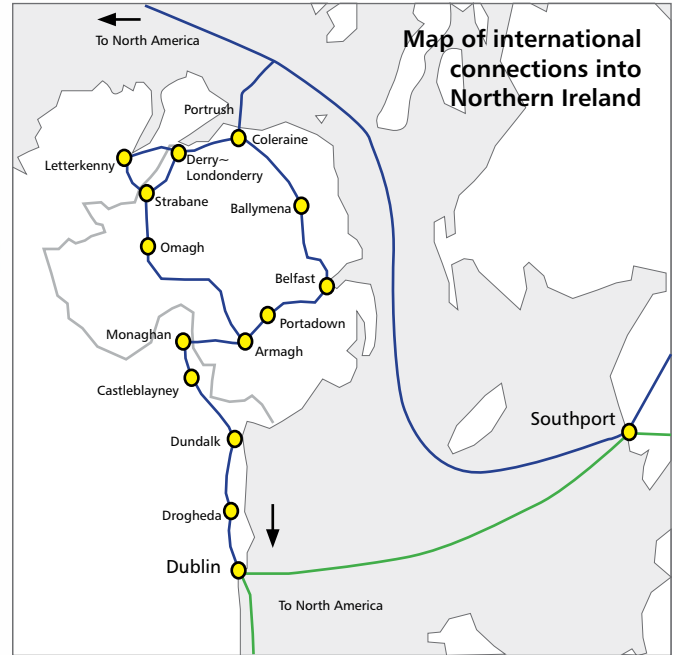 To North America
Map of international
connections into
Northern Ireland
Portrush
Coleraine
Letterkenny
Derry~
Londonderry
Strabane
Ballymena
Omagh
Belfast
Portadown
Monaghan
Armagh
Castleblayney
Southport
Dundalk
Drogheda
Dublin
To North America